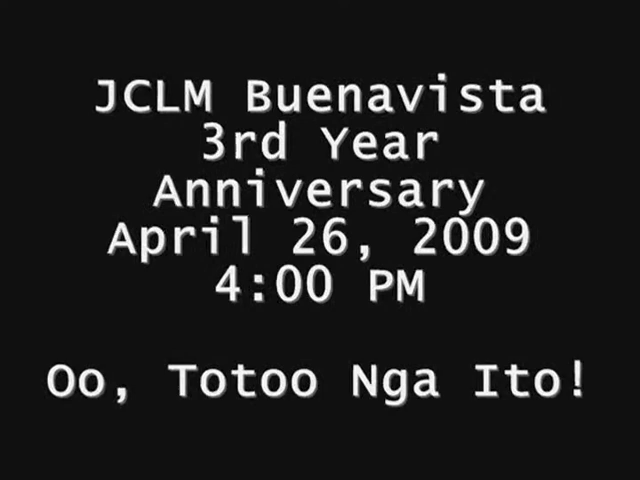 JCLM Buenavista
3rd Year
Anniversary
April 26, 2009
4:00 PM
Oo, Totoo Nga Ito!